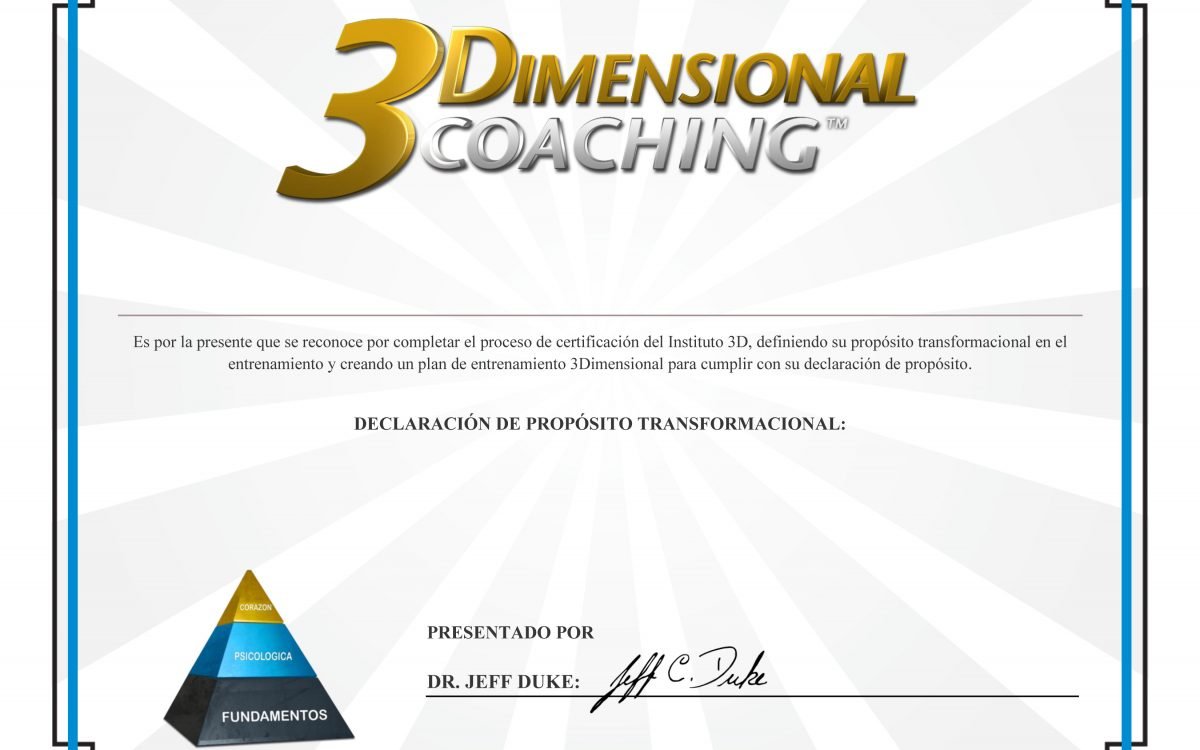 3DIMENSIONAL
COACHING™
Es por la presente que se reconoce por completar el proceso de certificación del Instituto 3D, definiendo su propósito transformacional en el
entrenamiento y creando un plan de entrenamiento 3Dimensional para cumplir con su declaración de propósito.
DECLARACIÓN DE PROPÓSITO TRANSFORMACIONAL:
CORAZON
PSICOLOGICA
FUNDAMENTOS
PRESENTADO POR
DR. JEFF DUKE: Jeff C. Duke